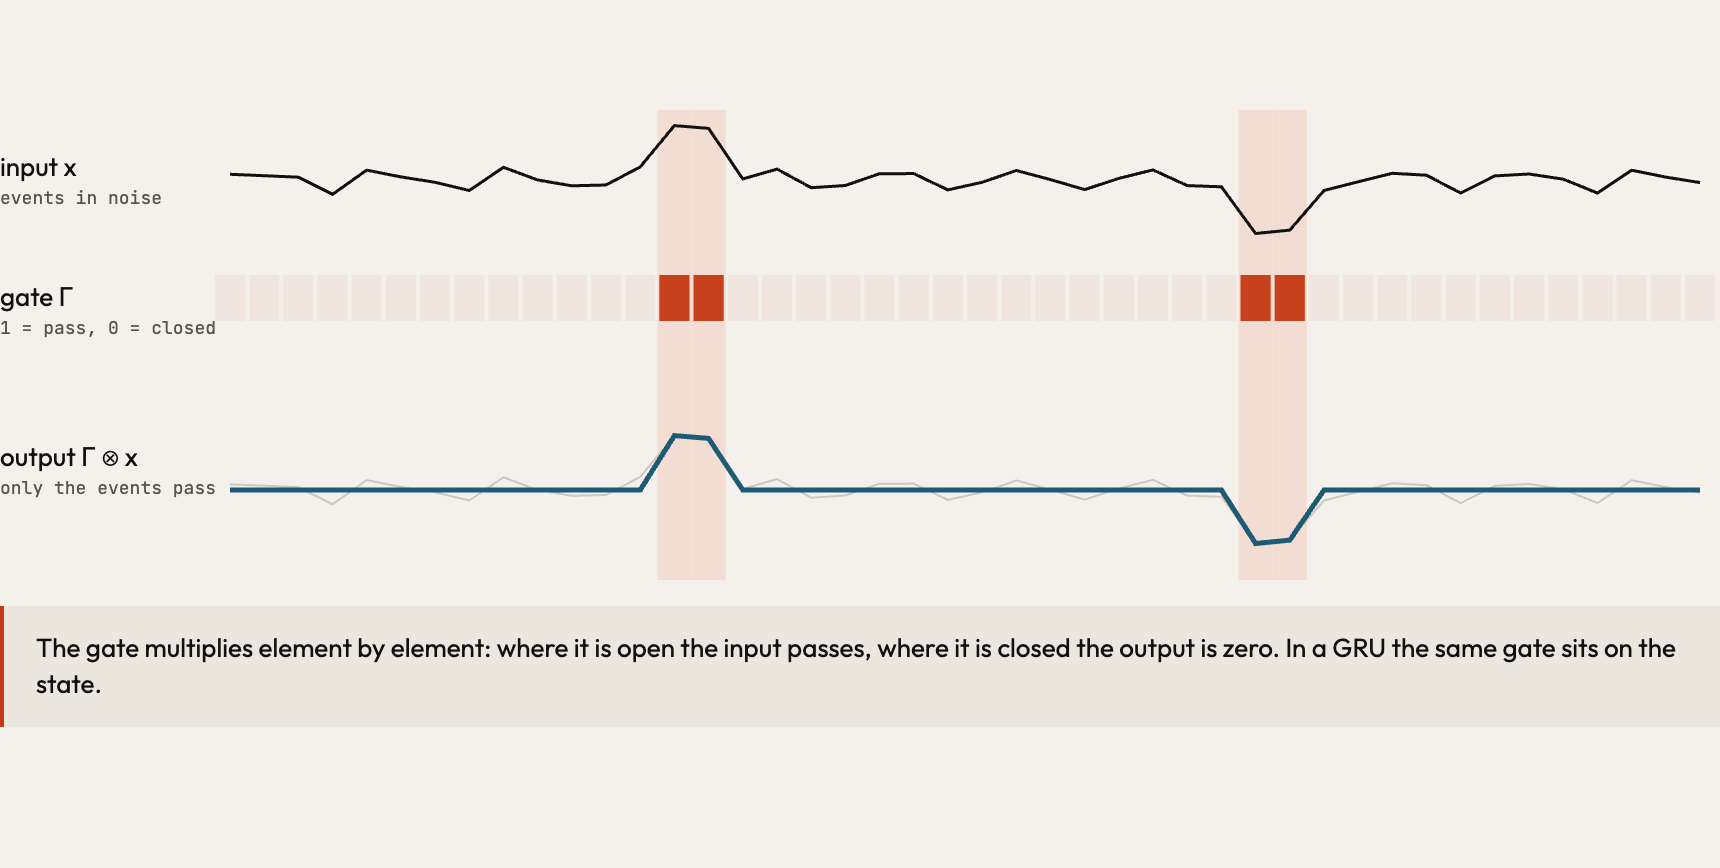 input x
events in noise
gate Γ
1 = pass, 0 = closed
output Γ ⊗ x
only the events pass
The gate multiplies element by element: where it is open the input passes, where it is closed the output is zero. In a GRU the same gate sits on the
state.